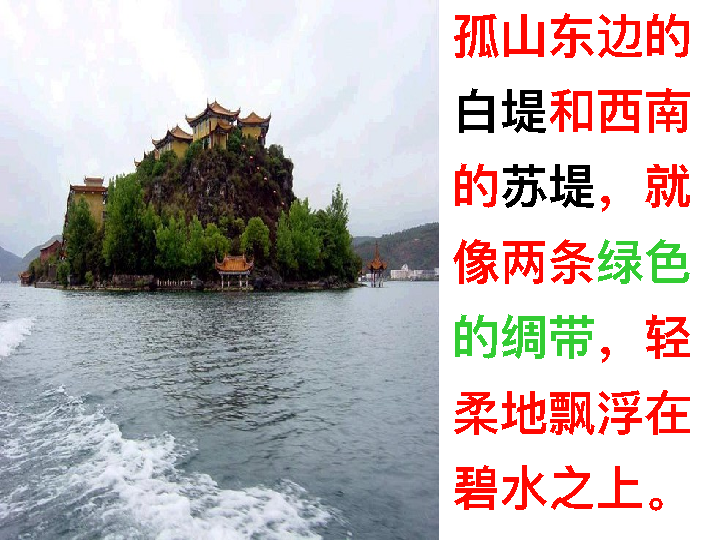 孤山东边的
白堤和西南
的苏堤，就
像两条绿色
的绸带，轻
柔地飘浮在
碧水之上。